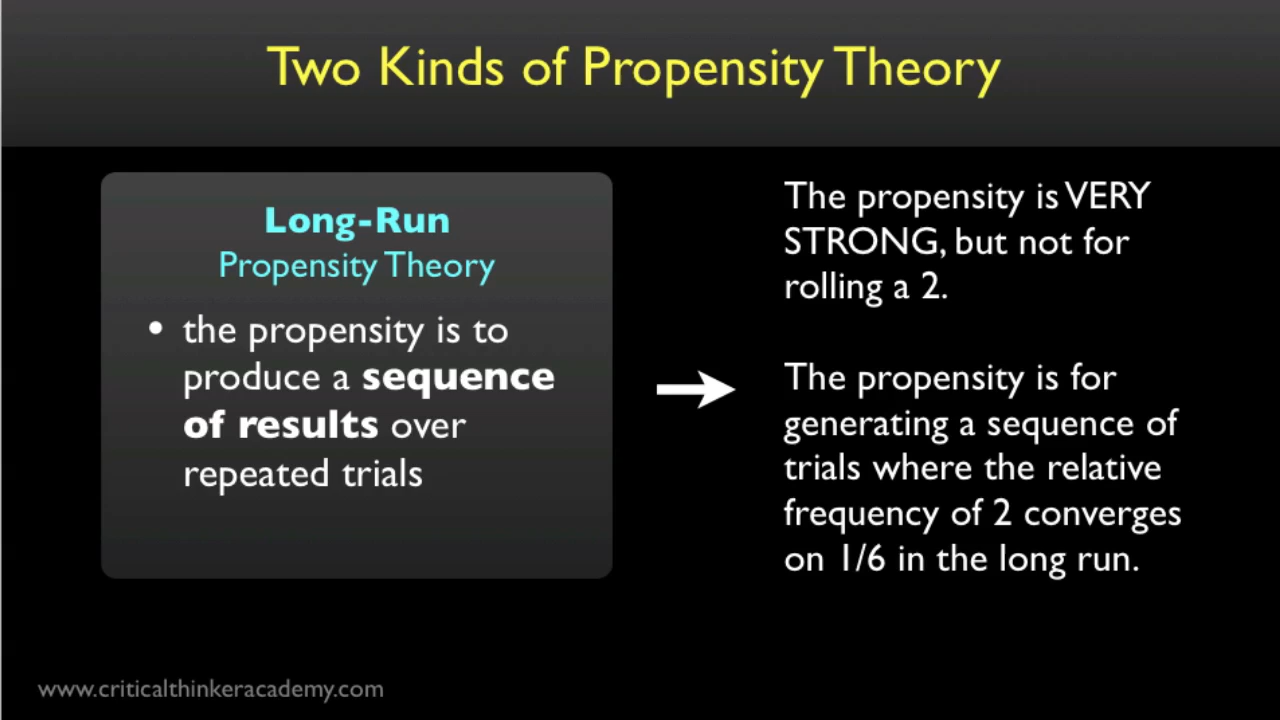 Two Kinds of Propensity Theory
Long-Run
Propensity Theory
• the propensity is to
produce a sequence
of results over
repeated trials
The propensity is VERY
STRONG, but not for
rolling a 2.
The propensity is for
generating a sequence of
trials where the relative
frequency of 2 converges
on 1/6 in the long run.
www.criticalthinkeracademy.com